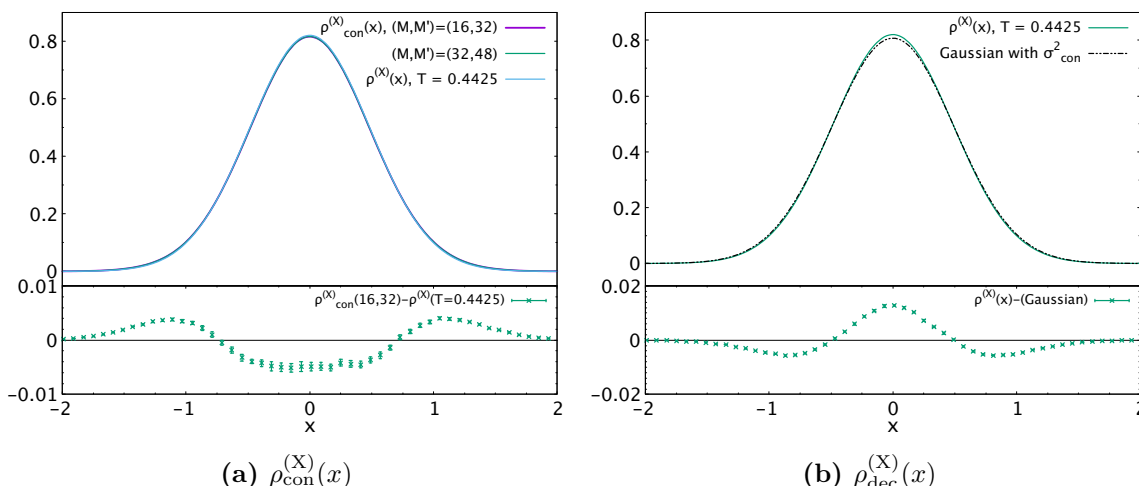 ρ^(X)_con(x), (M,M')=(16,32)
(M,M')=(32,48)
ρ^(X)(x), T = 0.4425
0.8
0.6
0.4
0.2
0
0.01
ρ^(X)_con(16,32)-ρ^(X)(T=0.4425)
0
-0.01
-2
-1
0
1
2
x
(a) ρ^(X)_con(x)
ρ^(X)(x), T = 0.4425
Gaussian with σ^2_con
0.8
0.6
0.4
0.2
0
0.02
ρ^(X)(x)-(Gaussian)
0
-0.02
-2
-1
0
1
2
x
(b) ρ^(X)_dec(x)